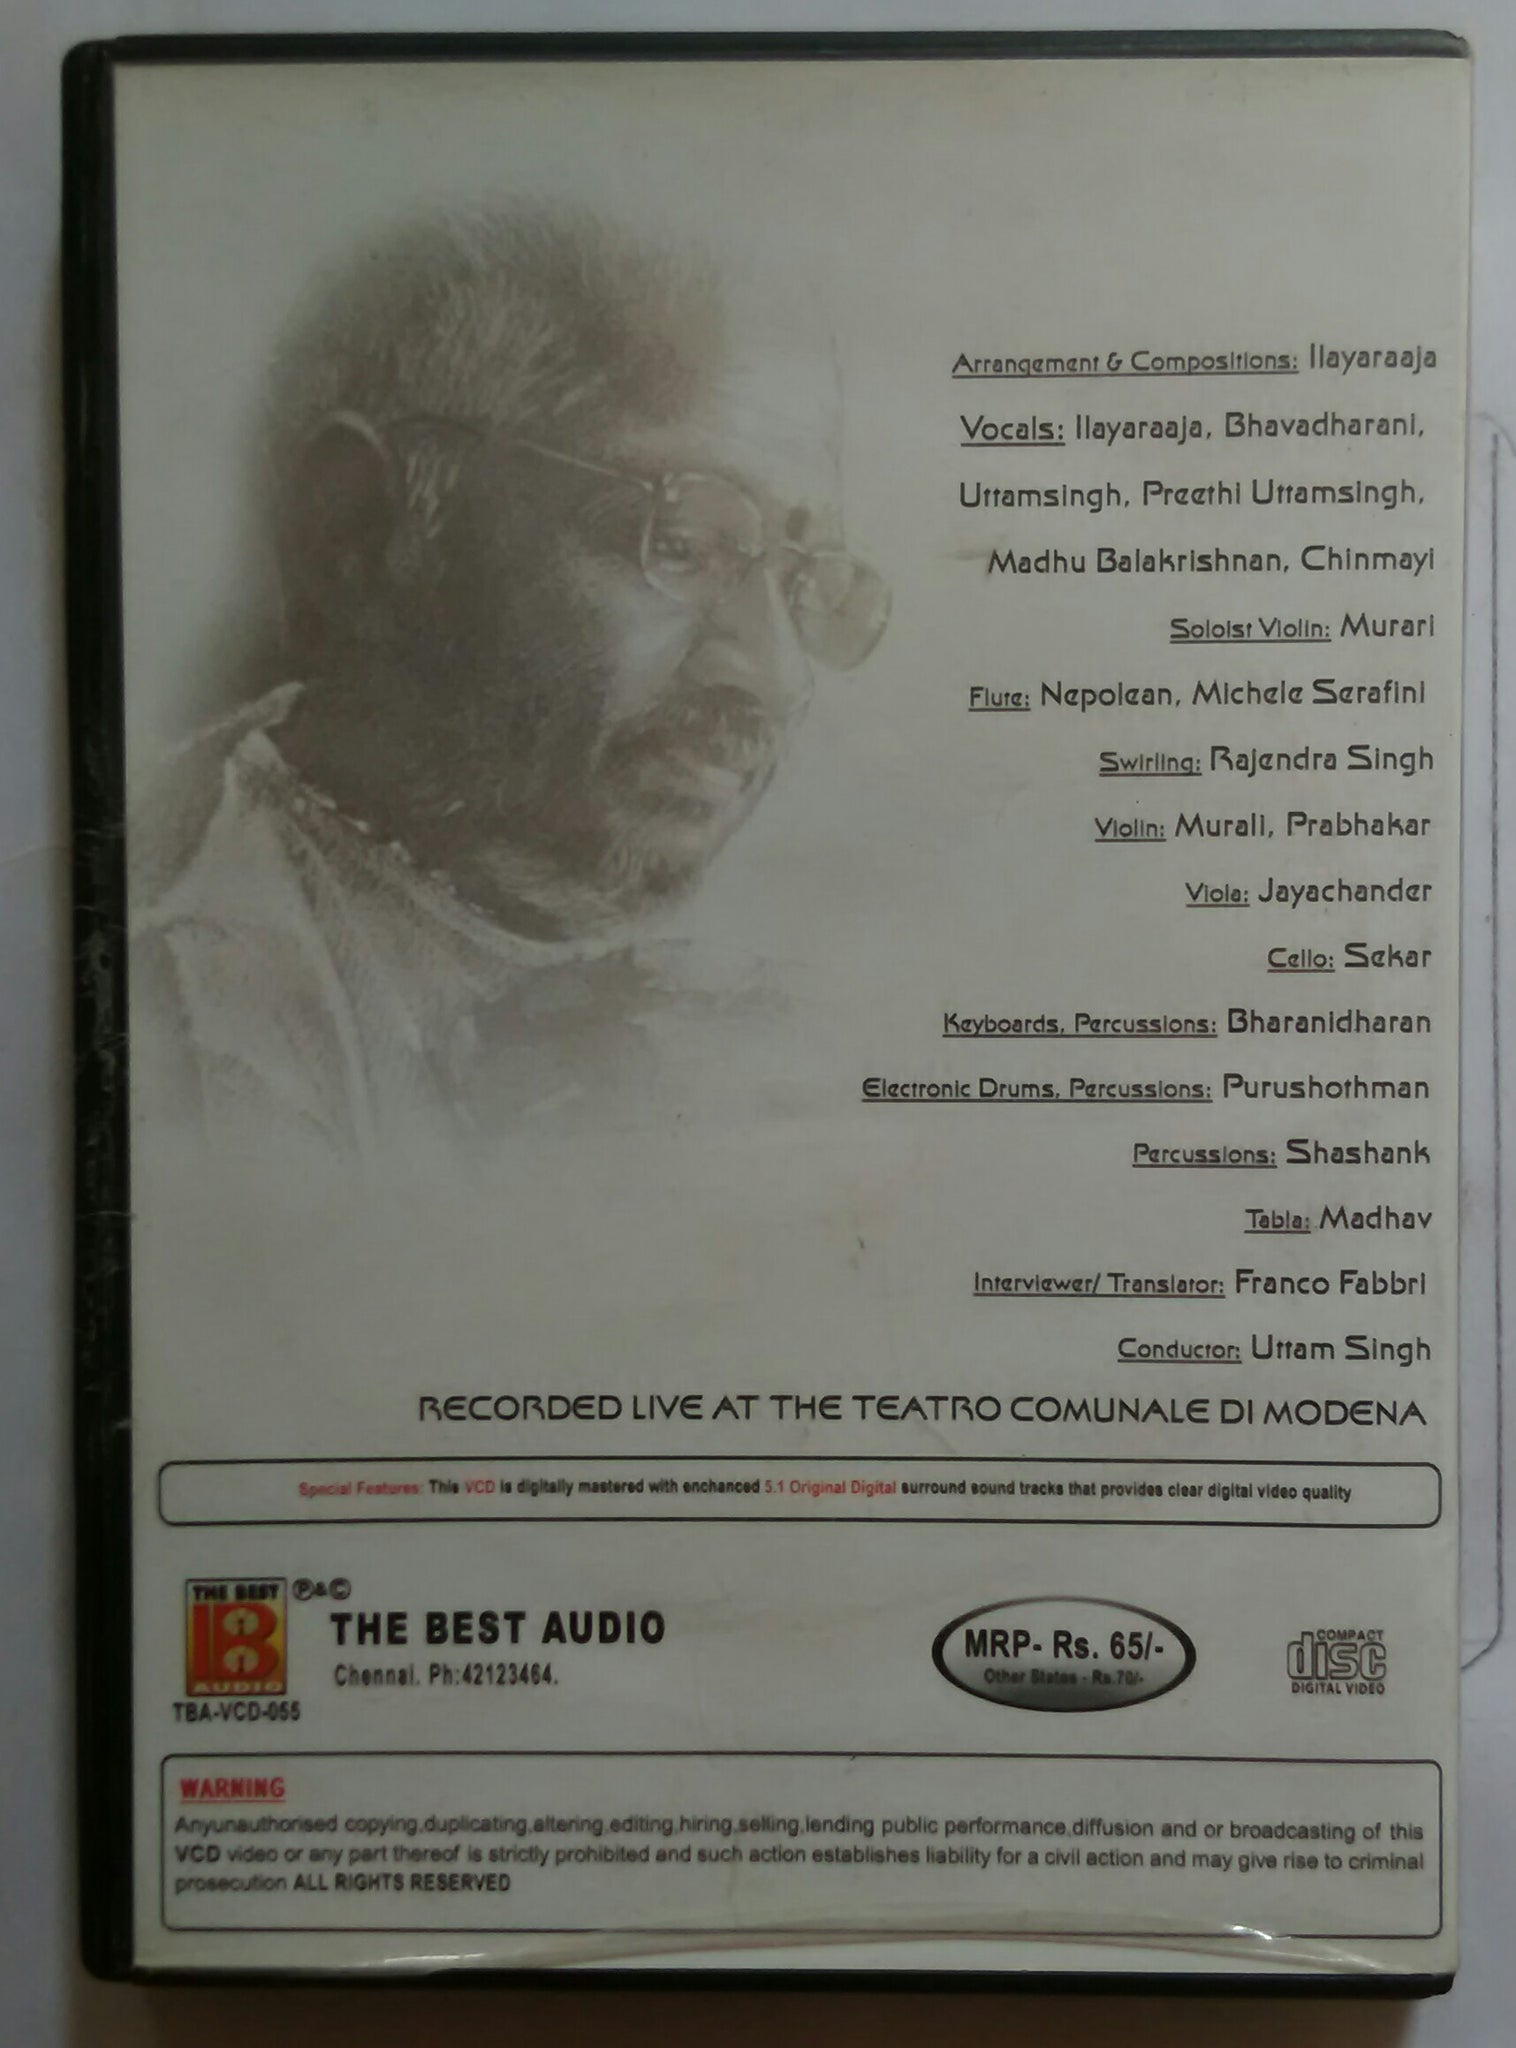 Arrangement & Compositions: Ilayaraaja
Vocals: Ilayaraaja, Bhavadharani,
Uttamsingh, Preethi Uttamsingh,
Madhu Balakrishnan, Chinmayi
Soloist Violin: Murari
Flute: Nepolean, Michele Serafini
Swirling: Rajendra Singh
Violin: Murali, Prabhakar
Viola: Jayachander
Cello: Sekar
Keyboards, Percussions: Bharanidharan
Electronic Drums, Percussions: Purushothman
Percussions: Shashank
Tabla: Madhav
Interviewer/ Translator: Franco Fabbri
Conductor: Uttam Singh
RECORDED LIVE AT THE TEATRO COMUNALE DI MODENA
Special Features: This VCD is digitally mastered with enchanced 5.1 Original Digital surround sound tracks that provides clear digital video quality
THE BEST
B
AUDIO
Ⓟ&©
THE BEST AUDIO
Chennai. Ph:42123464.
TBA-VCD-055
MRP- Rs. 65/-
Other States - Rs.70/-
COMPACT
disc
DIGITAL VIDEO
WARNING
Anyunauthorised copying,duplicating,altering,editing,hiring,selling,lending public performance,diffusion and or broadcasting of this
VCD video or any part thereof is strictly prohibited and such action establishes liability for a civil action and may give rise to criminal
prosecution ALL RIGHTS RESERVED